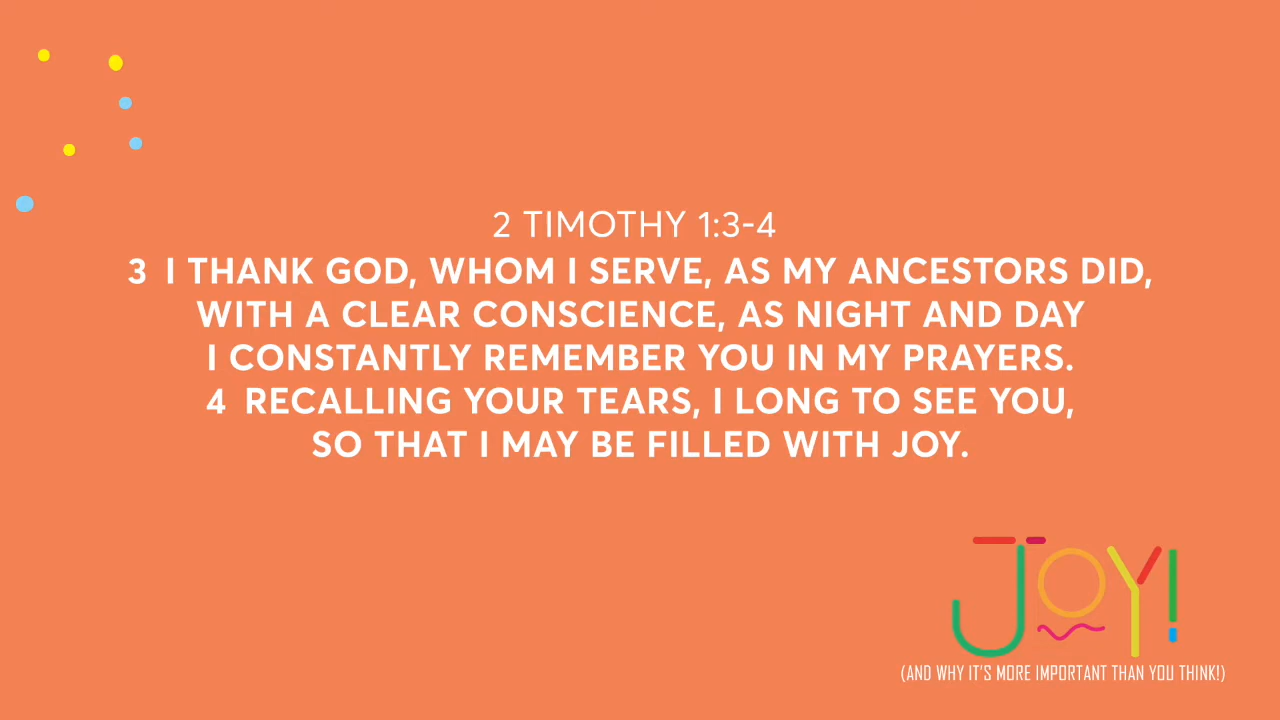 2 TIMOTHY 1:3-4
3 I THANK GOD, WHOM I SERVE, AS MY ANCESTORS DID,
WITH A CLEAR CONSCIENCE, AS NIGHT AND DAY
I CONSTANTLY REMEMBER YOU IN MY PRAYERS.
4 RECALLING YOUR TEARS, I LONG TO SEE YOU,
SO THAT I MAY BE FILLED WITH JOY.
JOY!
(AND WHY IT'S MORE IMPORTANT THAN YOU THINK!)